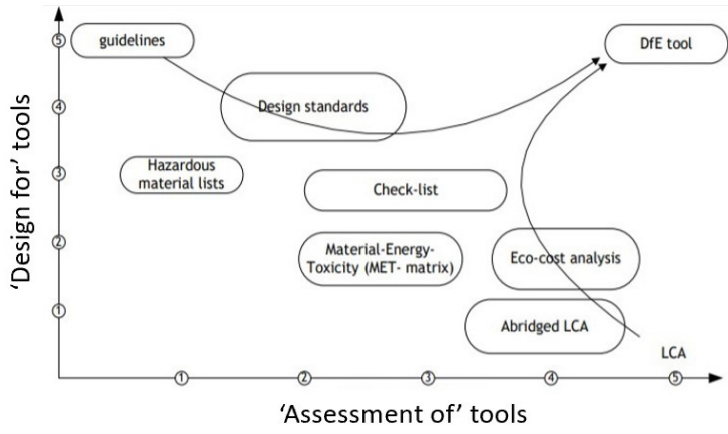 guidelines
DfE tool
Design standards
Hazardous
material lists
Check-list
Material-Energy-
Toxicity (MET- matrix)
Eco-cost analysis
Abridged LCA
LCA
5
4
3
2
1
1
2
3
4
5
'Design for' tools
'Assessment of' tools